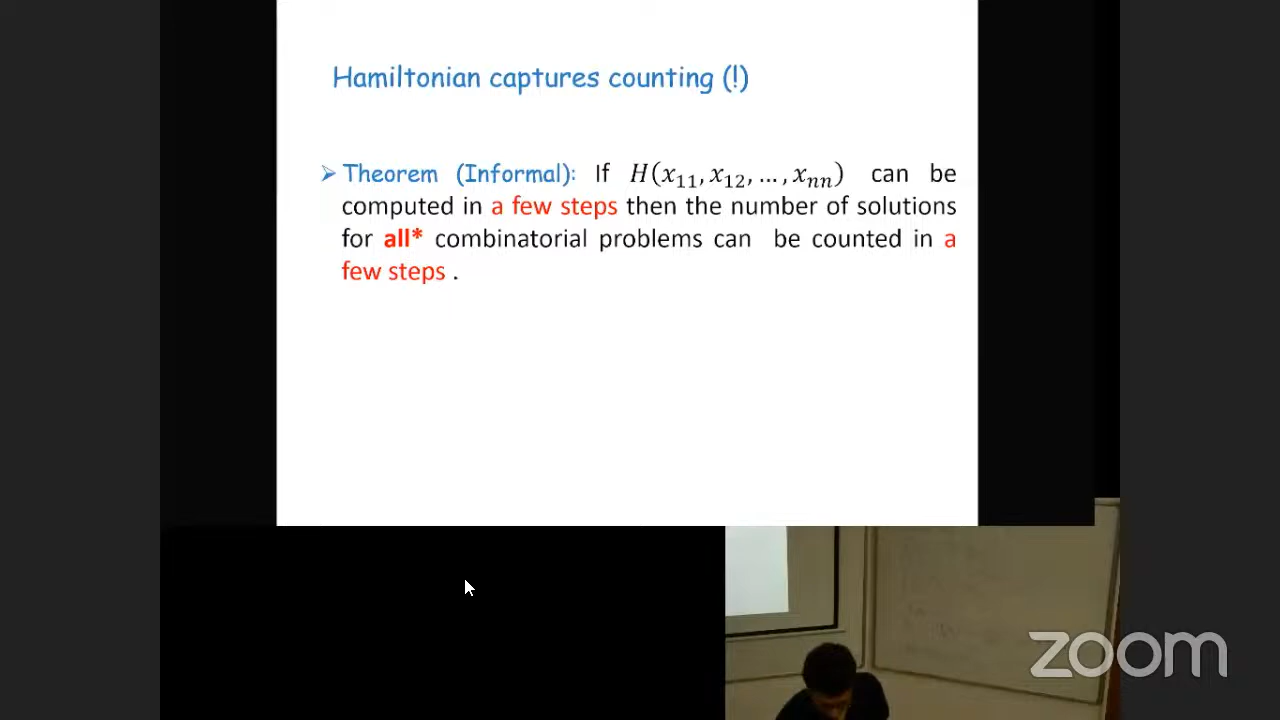 Hamiltonian captures counting (!)
➢ Theorem (Informal): If H(x₁₁, x₁₂, … , xₙₙ) can be
computed in a few steps then the number of solutions
for all* combinatorial problems can be counted in a
few steps .
zoom